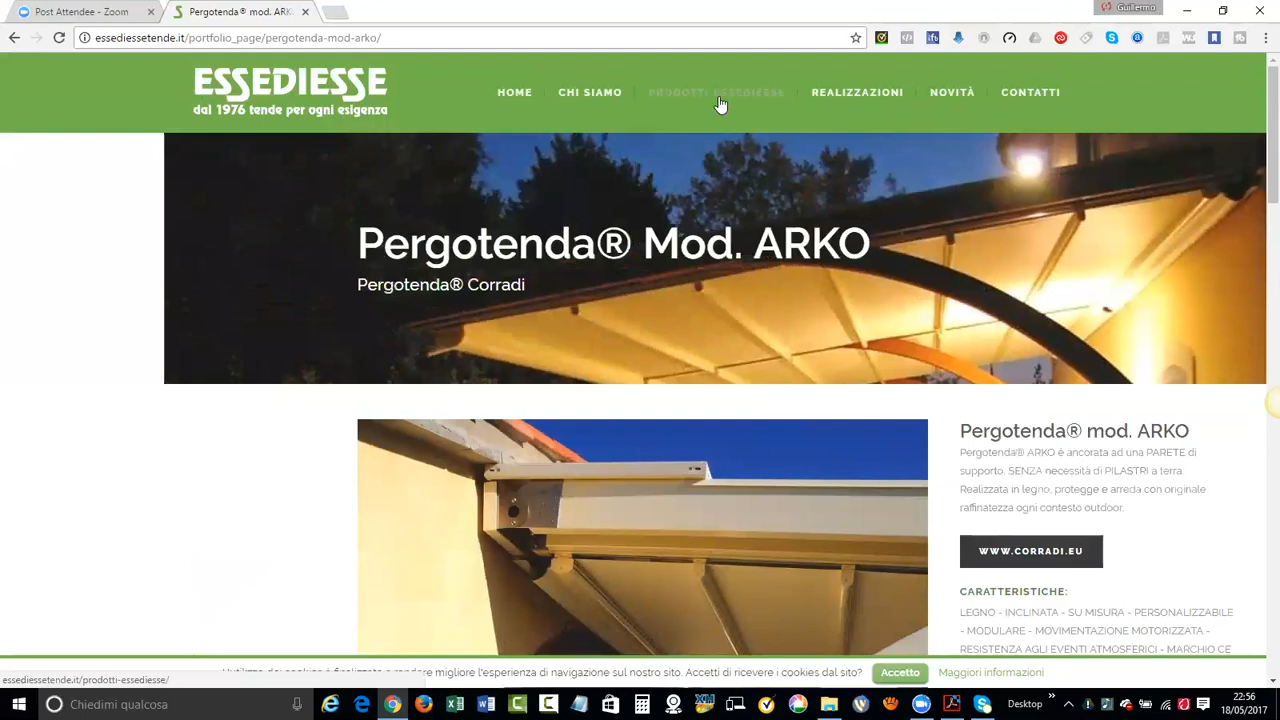 Post Attendee - Zoom
Pergotenda® mod. ARK
Guillermo
essediessetende.it/portfolio_page/pergotenda-mod-arko/
ESSEDIESSE
dal 1976 tende per ogni esigenza
HOME
CHI SIAMO
PRODOTTI ESSEDIESSE
REALIZZAZIONI
NOVITÀ
CONTATTI
Pergotenda® Mod. ARKO
Pergotenda® Corradi
Pergotenda® mod. ARKO
Pergotenda® ARKO è ancorata ad una PARETE di
supporto, SENZA necessità di PILASTRI a terra.
Realizzata in legno, protegge e arreda con originale
raffinatezza ogni contesto outdoor.
WWW.CORRADI.EU
CARATTERISTICHE:
LEGNO - INCLINATA - SU MISURA - PERSONALIZZABILE
- MODULARE - MOVIMENTAZIONE MOTORIZZATA -
RESISTENZA AGLI EVENTI ATMOSFERICI - MARCHIO CE
migliore l'esperienza di navigazione sul nostro sito. Accetti di ricevere i cookies dal sito?
Accetto
Maggiori informazioni
essediessetende.it/prodotti-essediesse/
Chiedimi qualcosa
Desktop
22:56
18/05/2017